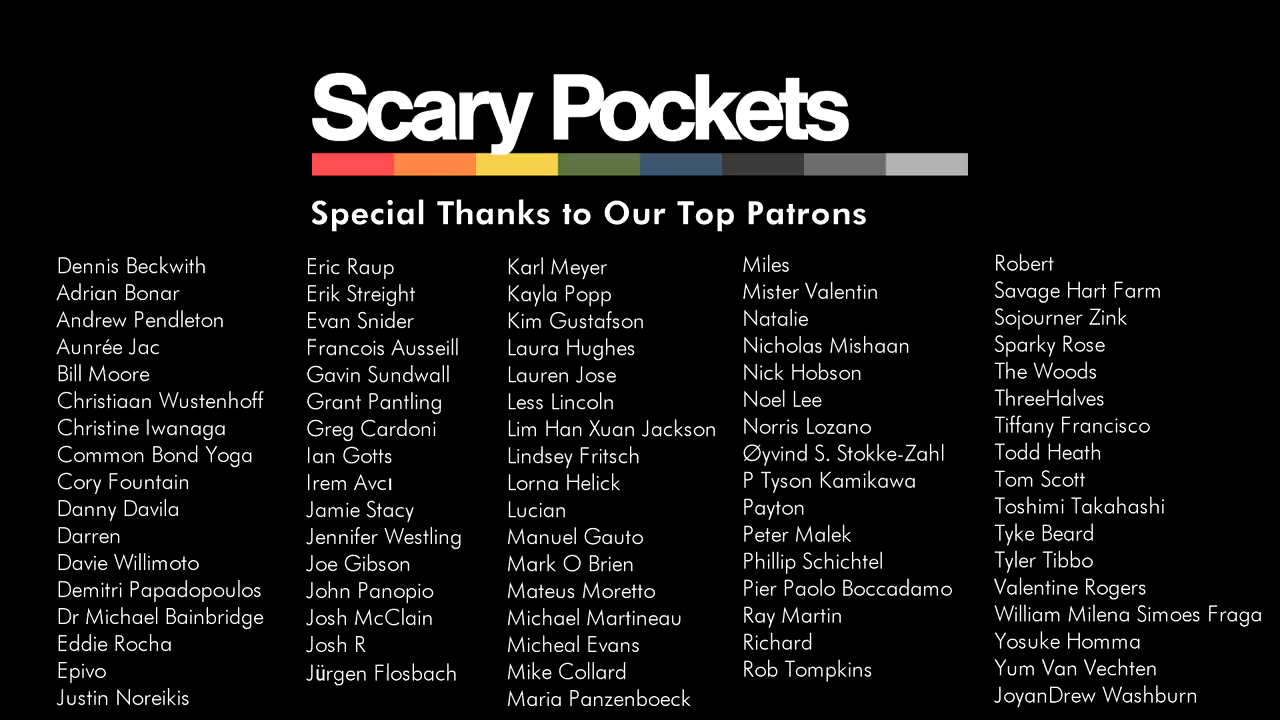 Scary Pockets
Special Thanks to Our Top Patrons
Dennis Beckwith
Adrian Bonar
Andrew Pendleton
Aunrée Jac
Bill Moore
Christiaan Wustenhoff
Christine Iwanaga
Common Bond Yoga
Cory Fountain
Danny Davila
Darren
Davie Willimoto
Demitri Papadopoulos
Dr Michael Bainbridge
Eddie Rocha
Epivo
Justin Noreikis
Eric Raup
Erik Streight
Evan Snider
Francois Ausseill
Gavin Sundwall
Grant Pantling
Greg Cardoni
Ian Gotts
Irem Avcı
Jamie Stacy
Jennifer Westling
Joe Gibson
John Panopio
Josh McClain
Josh R
Jürgen Flosbach
Karl Meyer
Kayla Popp
Kim Gustafson
Laura Hughes
Lauren Jose
Less Lincoln
Lim Han Xuan Jackson
Lindsey Fritsch
Lorna Helick
Lucian
Manuel Gauto
Mark O Brien
Mateus Moretto
Michael Martineau
Micheal Evans
Mike Collard
Maria Panzenboeck
Miles
Mister Valentin
Natalie
Nicholas Mishaan
Nick Hobson
Noel Lee
Norris Lozano
Øyvind S. Stokke-Zahl
P Tyson Kamikawa
Payton
Peter Malek
Phillip Schichtel
Pier Paolo Boccadamo
Ray Martin
Richard
Rob Tompkins
Robert
Savage Hart Farm
Sojourner Zink
Sparky Rose
The Woods
ThreeHalves
Tiffany Francisco
Todd Heath
Tom Scott
Toshimi Takahashi
Tyke Beard
Tyler Tibbo
Valentine Rogers
William Milena Simoes Fraga
Yosuke Homma
Yum Van Vechten
JoyanDrew Washburn